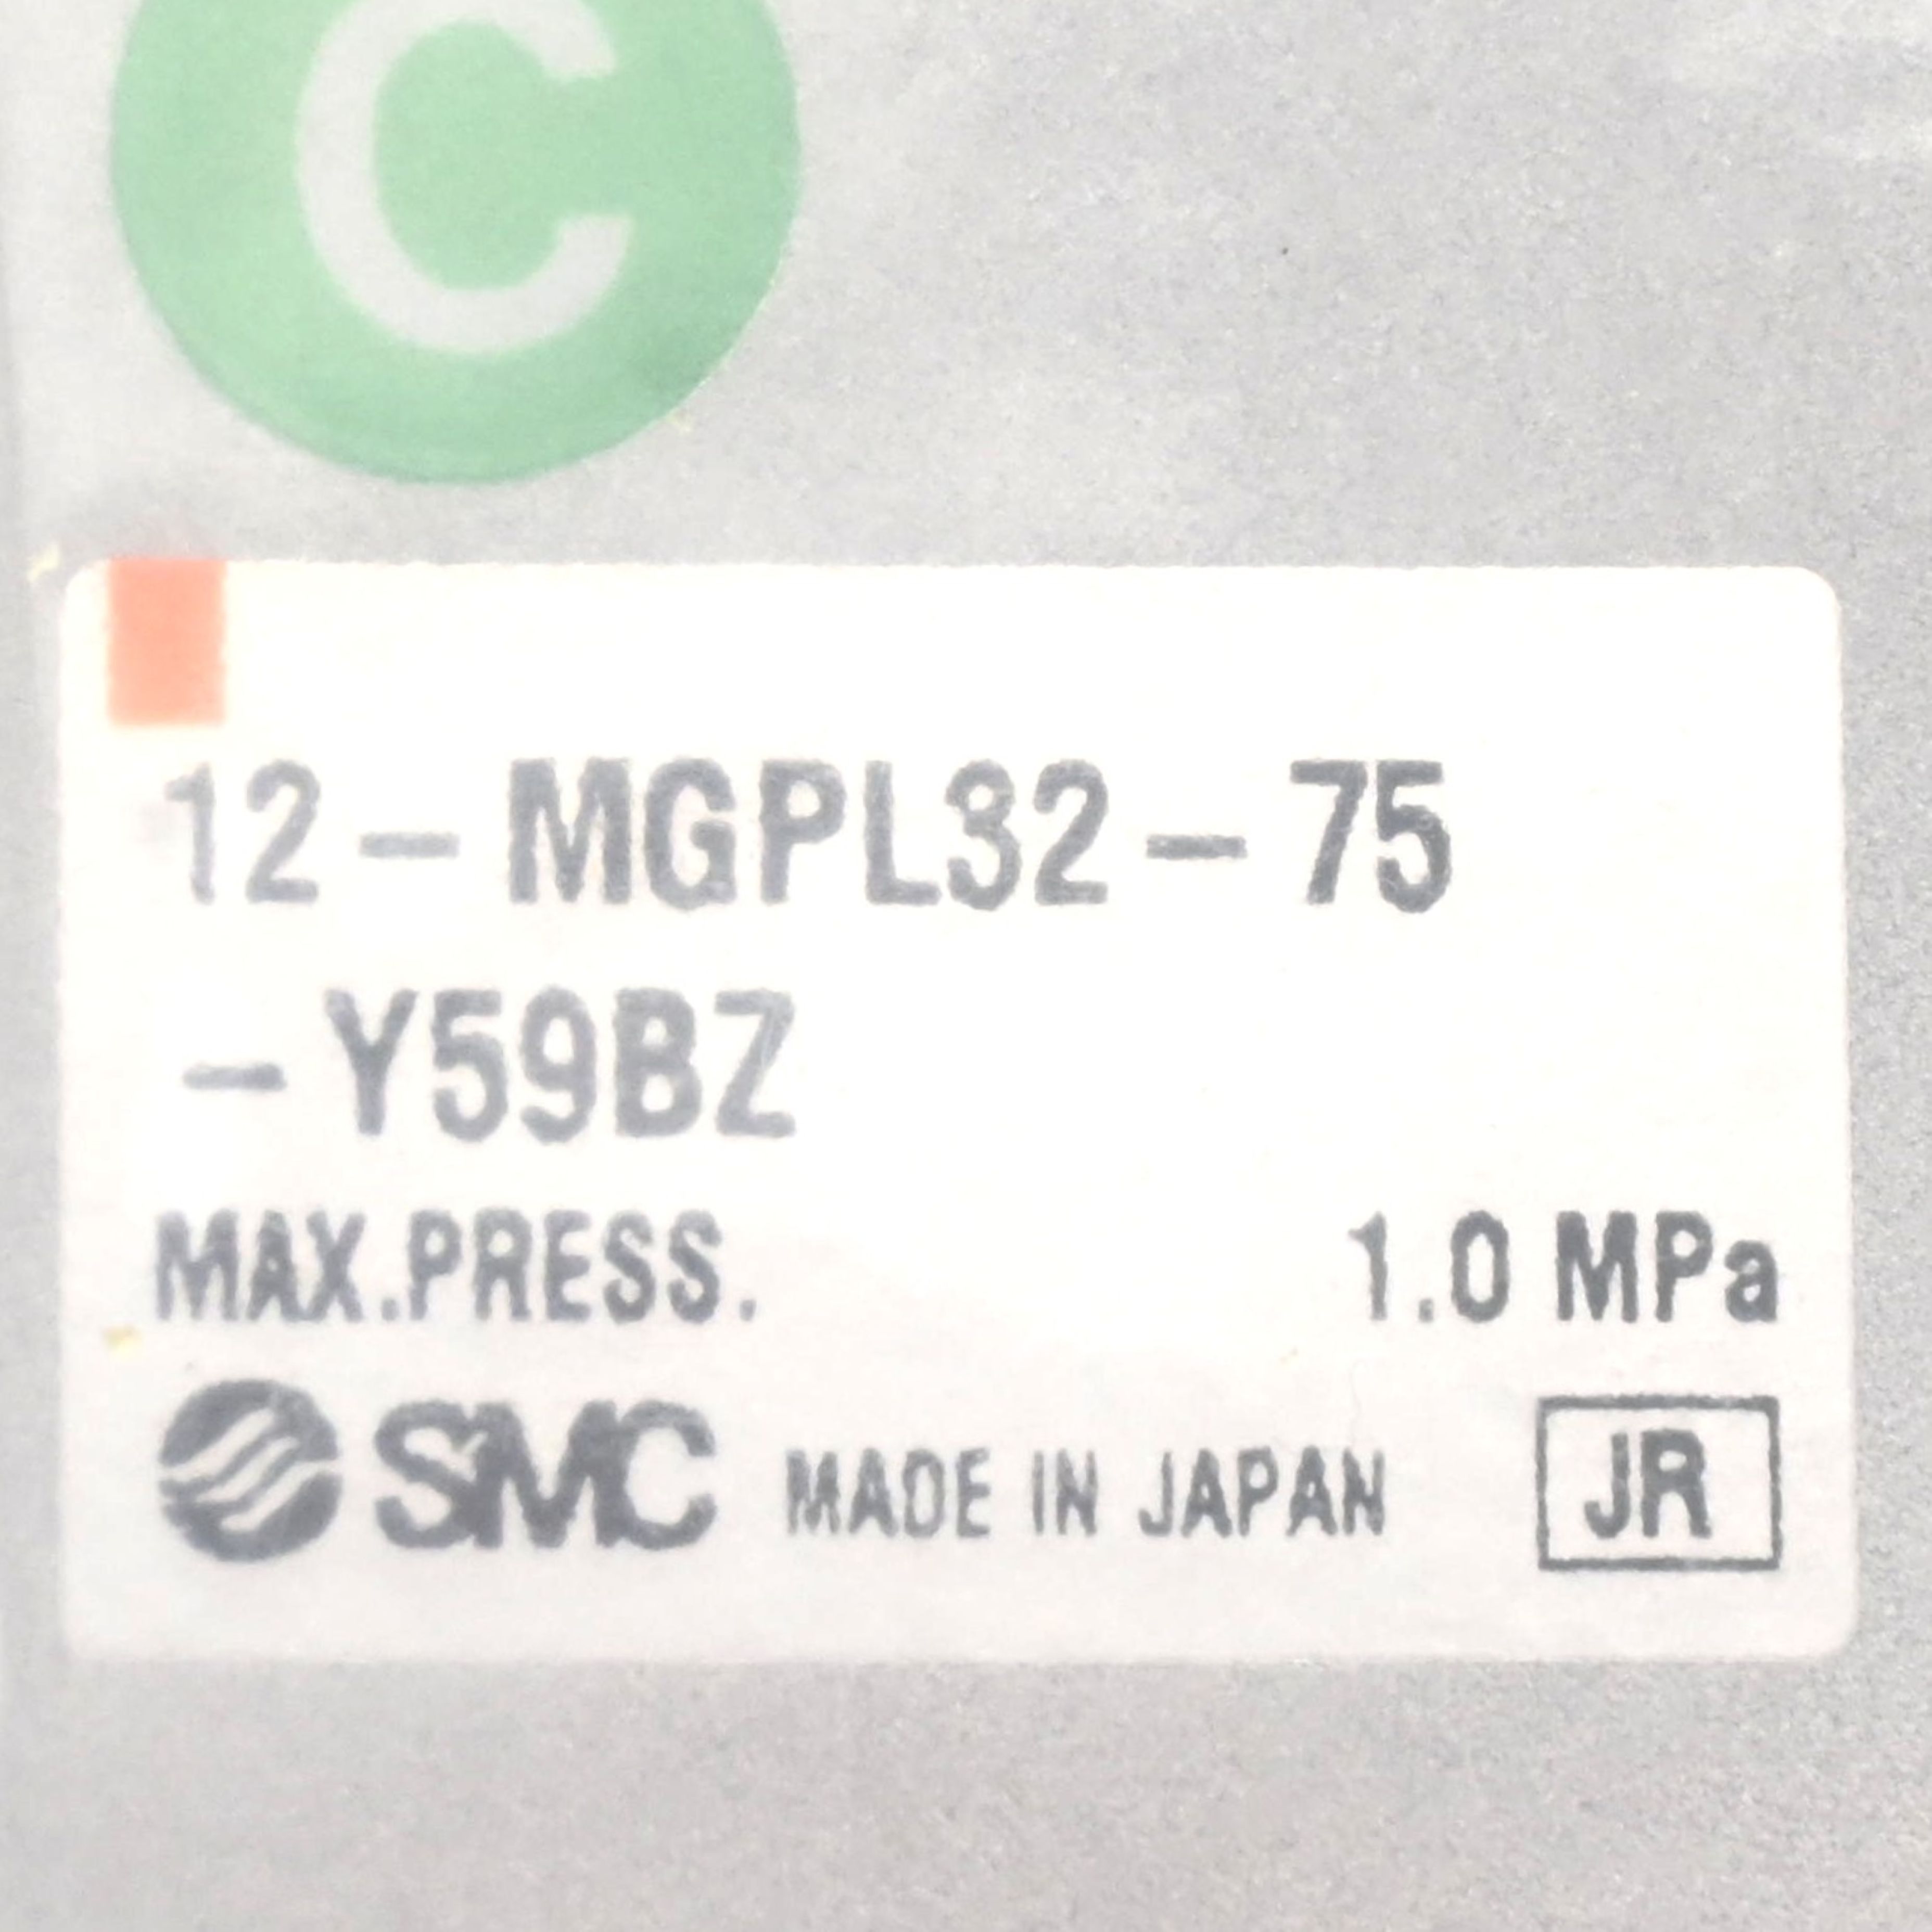 C
12-MGPL32-75
-Y59BZ
MAX.PRESS. 1.0 MPa
SMC MADE IN JAPAN JR